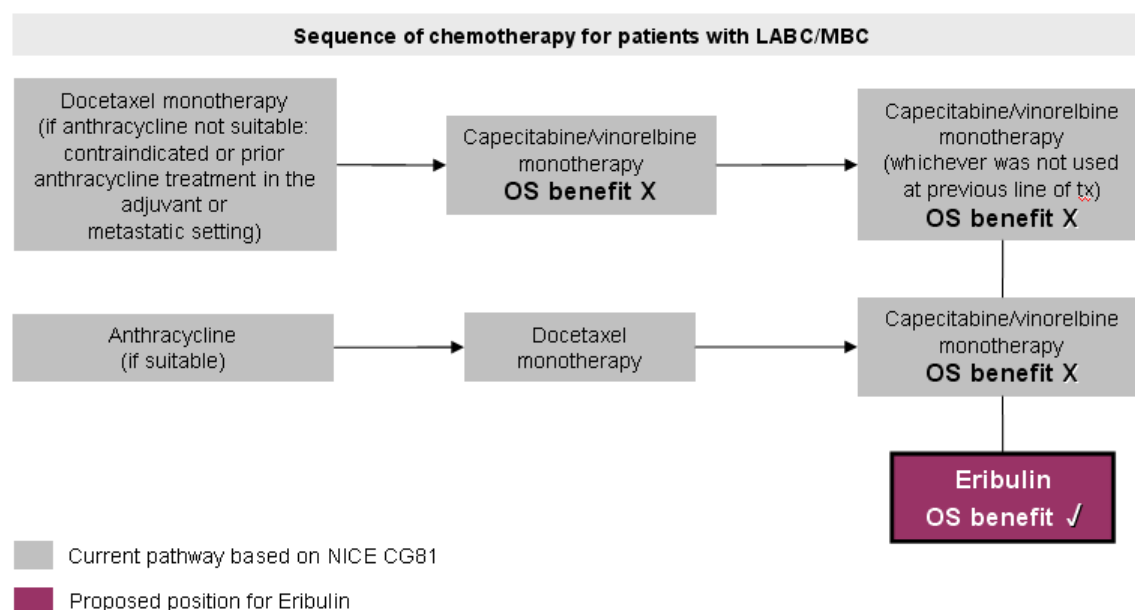 Sequence of chemotherapy for patients with LABC/MBC
Docetaxel monotherapy
(if anthracycline not suitable:
contraindicated or prior
anthracycline treatment in the
adjuvant or
metastatic setting)
Capecitabine/vinorelbine
monotherapy
OS benefit X
Capecitabine/vinorelbine
monotherapy
(whichever was not used
at previous line of tx)
OS benefit X
Anthracycline
(if suitable)
Docetaxel
monotherapy
Capecitabine/vinorelbine
monotherapy
OS benefit X
Eribulin
OS benefit √
Current pathway based on NICE CG81
Proposed position for Eribulin